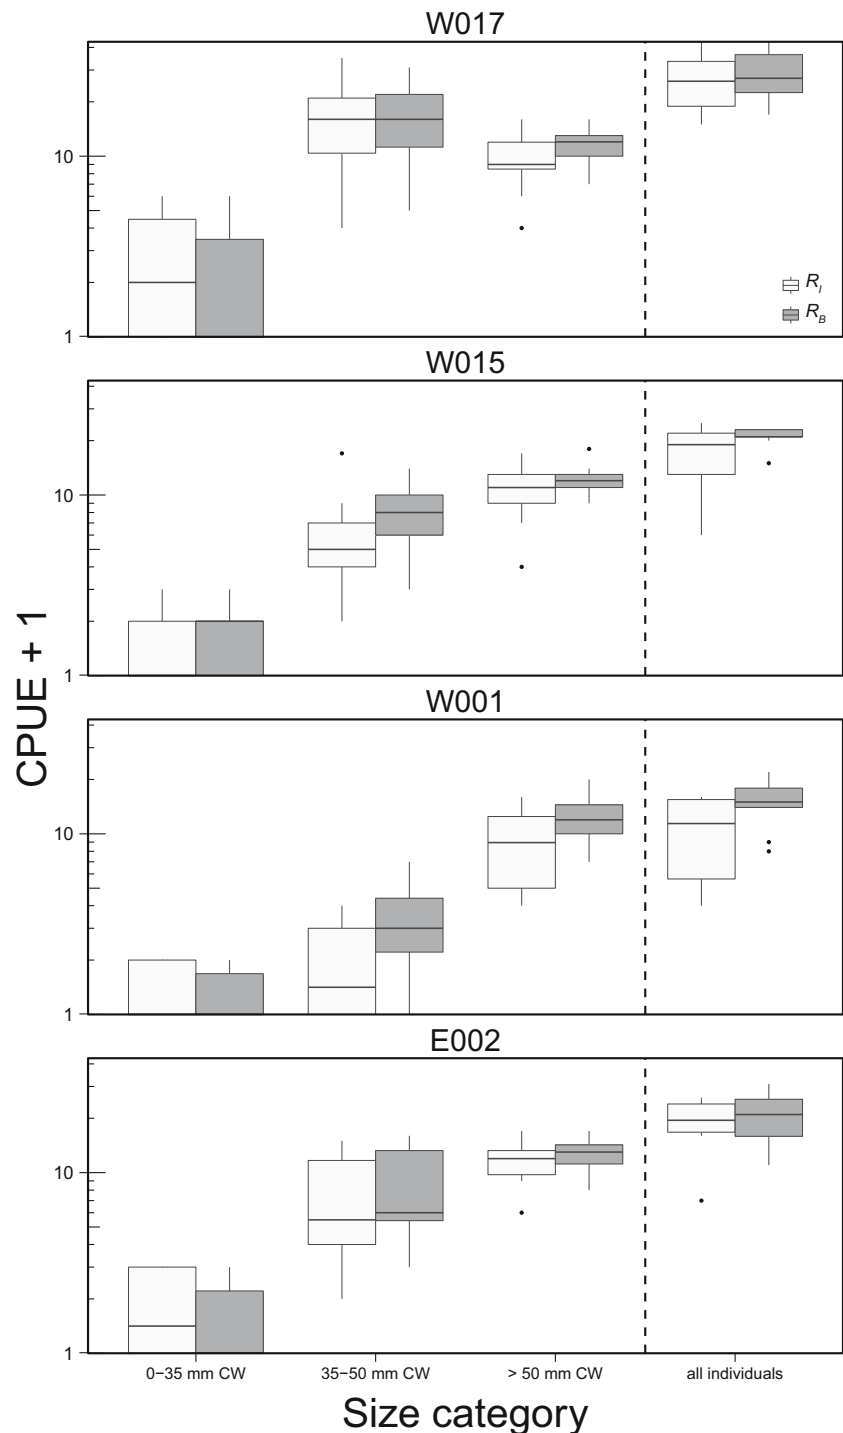 W017
10
1
R_I
R_B
W015
10
1
W001
10
1
E002
10
1
CPUE + 1
0−35 mm CW 35−50 mm CW > 50 mm CW all individuals
Size category